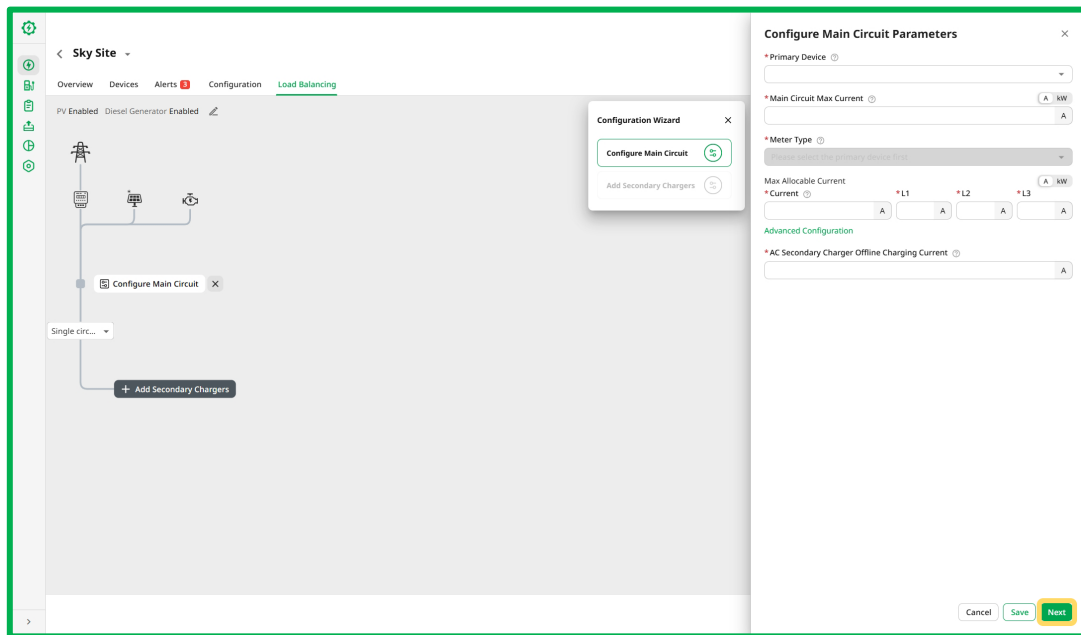 Sky Site
Overview Devices Alerts 3 Configuration Load Balancing
PV Enabled Diesel Generator Enabled
Configure Main Circuit
Single circ...
+ Add Secondary Chargers
Configuration Wizard
Configure Main Circuit
Add Secondary Chargers
Configure Main Circuit Parameters
* Primary Device
* Main Circuit Max Current A kW
A
* Meter Type
Please select the primary device first
Max Allocable Current A kW
* Current * L1 * L2 * L3
A A A A
Advanced Configuration
* AC Secondary Charger Offline Charging Current
A
Cancel Save Next